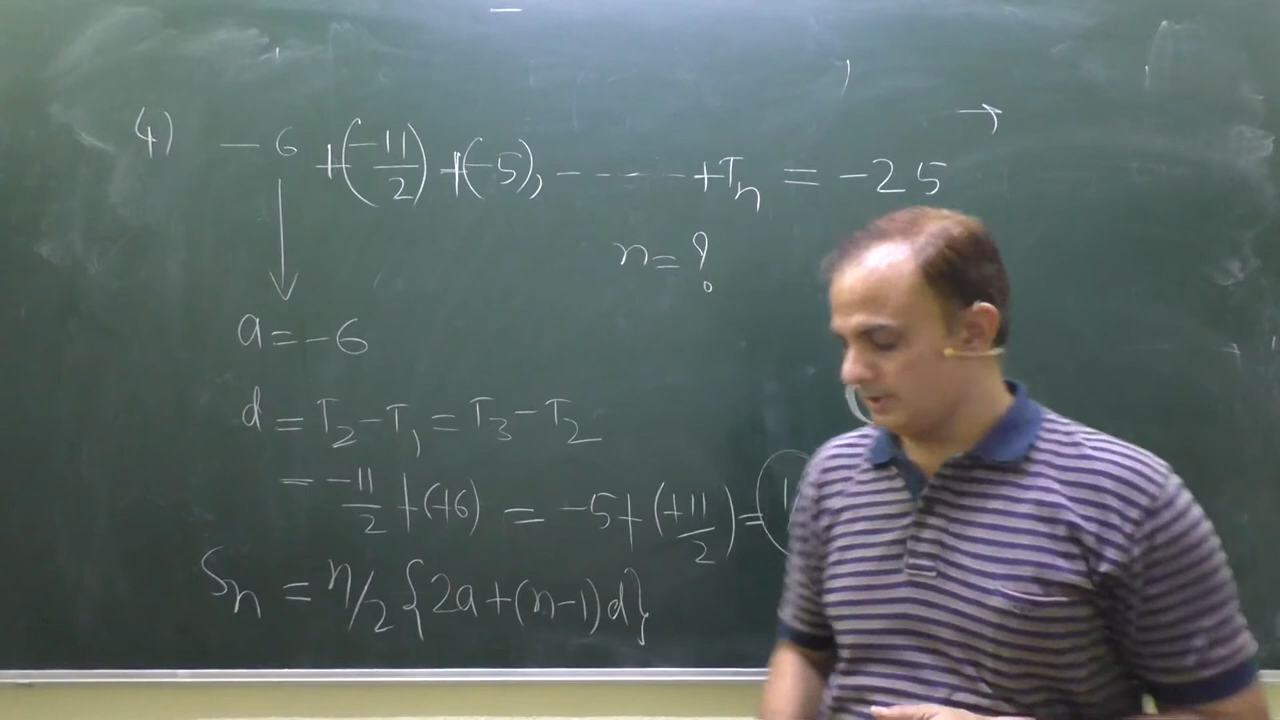 4) -6 +(-11/2) +(-5), ------ +Tn = -25 →
n = ?
a = -6
d = T2 - T1 = T3 - T2
= -11/2 + (+6) = -5 + (+11/2) = 1
Sn = n/2 {2a + (n-1)d}